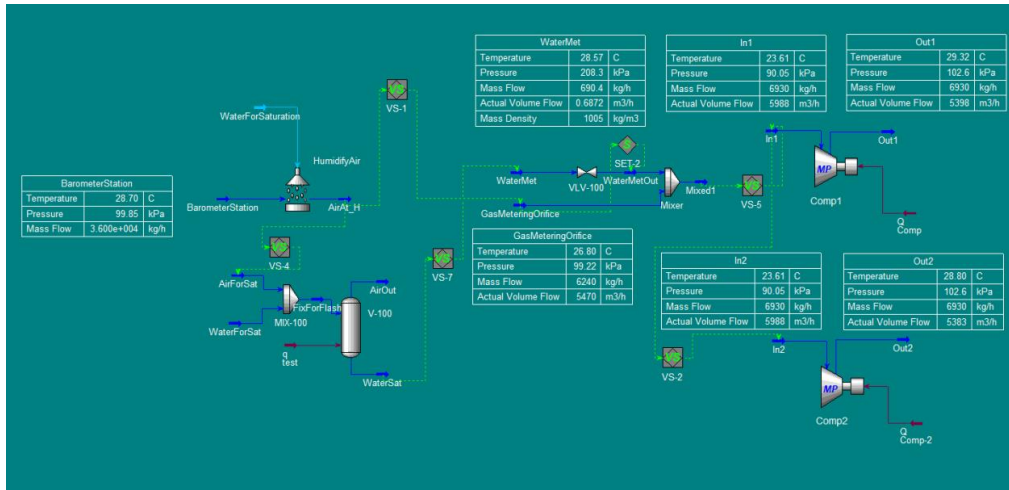 WaterMet
Temperature 28.57 C
Pressure 208.3 kPa
Mass Flow 690.4 kg/h
Actual Volume Flow 0.6872 m3/h
Mass Density 1005 kg/m3
In1
Temperature 23.61 C
Pressure 90.05 kPa
Mass Flow 6930 kg/h
Actual Volume Flow 5988 m3/h
Out1
Temperature 29.32 C
Pressure 102.6 kPa
Mass Flow 6930 kg/h
Actual Volume Flow 5398 m3/h
VS-1
WaterForSaturation
HumidifyAir
BarometerStation
Temperature 28.70 C
Pressure 99.85 kPa
Mass Flow 3.600e+004 kg/h
BarometerStation
AirAt_H
WaterMet
VLV-100
S
SET-2
WaterMetOut
GasMeteringOrifice
Mixer
Mixed1
VS
VS-5
In1
Out1
MP
Comp1
Q
Comp
VS
VS-4
VS
VS-7
GasMeteringOrifice
Temperature 26.80 C
Pressure 99.22 kPa
Mass Flow 6240 kg/h
Actual Volume Flow 5470 m3/h
AirForSat
MIX-100
WaterForSat
FixForFlash
AirOut
V-100
q
test
WaterSat
In2
Temperature 23.61 C
Pressure 90.05 kPa
Mass Flow 6930 kg/h
Actual Volume Flow 5988 m3/h
Out2
Temperature 28.80 C
Pressure 102.6 kPa
Mass Flow 6930 kg/h
Actual Volume Flow 5383 m3/h
VS
VS-2
In2
Out2
MP
Comp2
Q
Comp-2